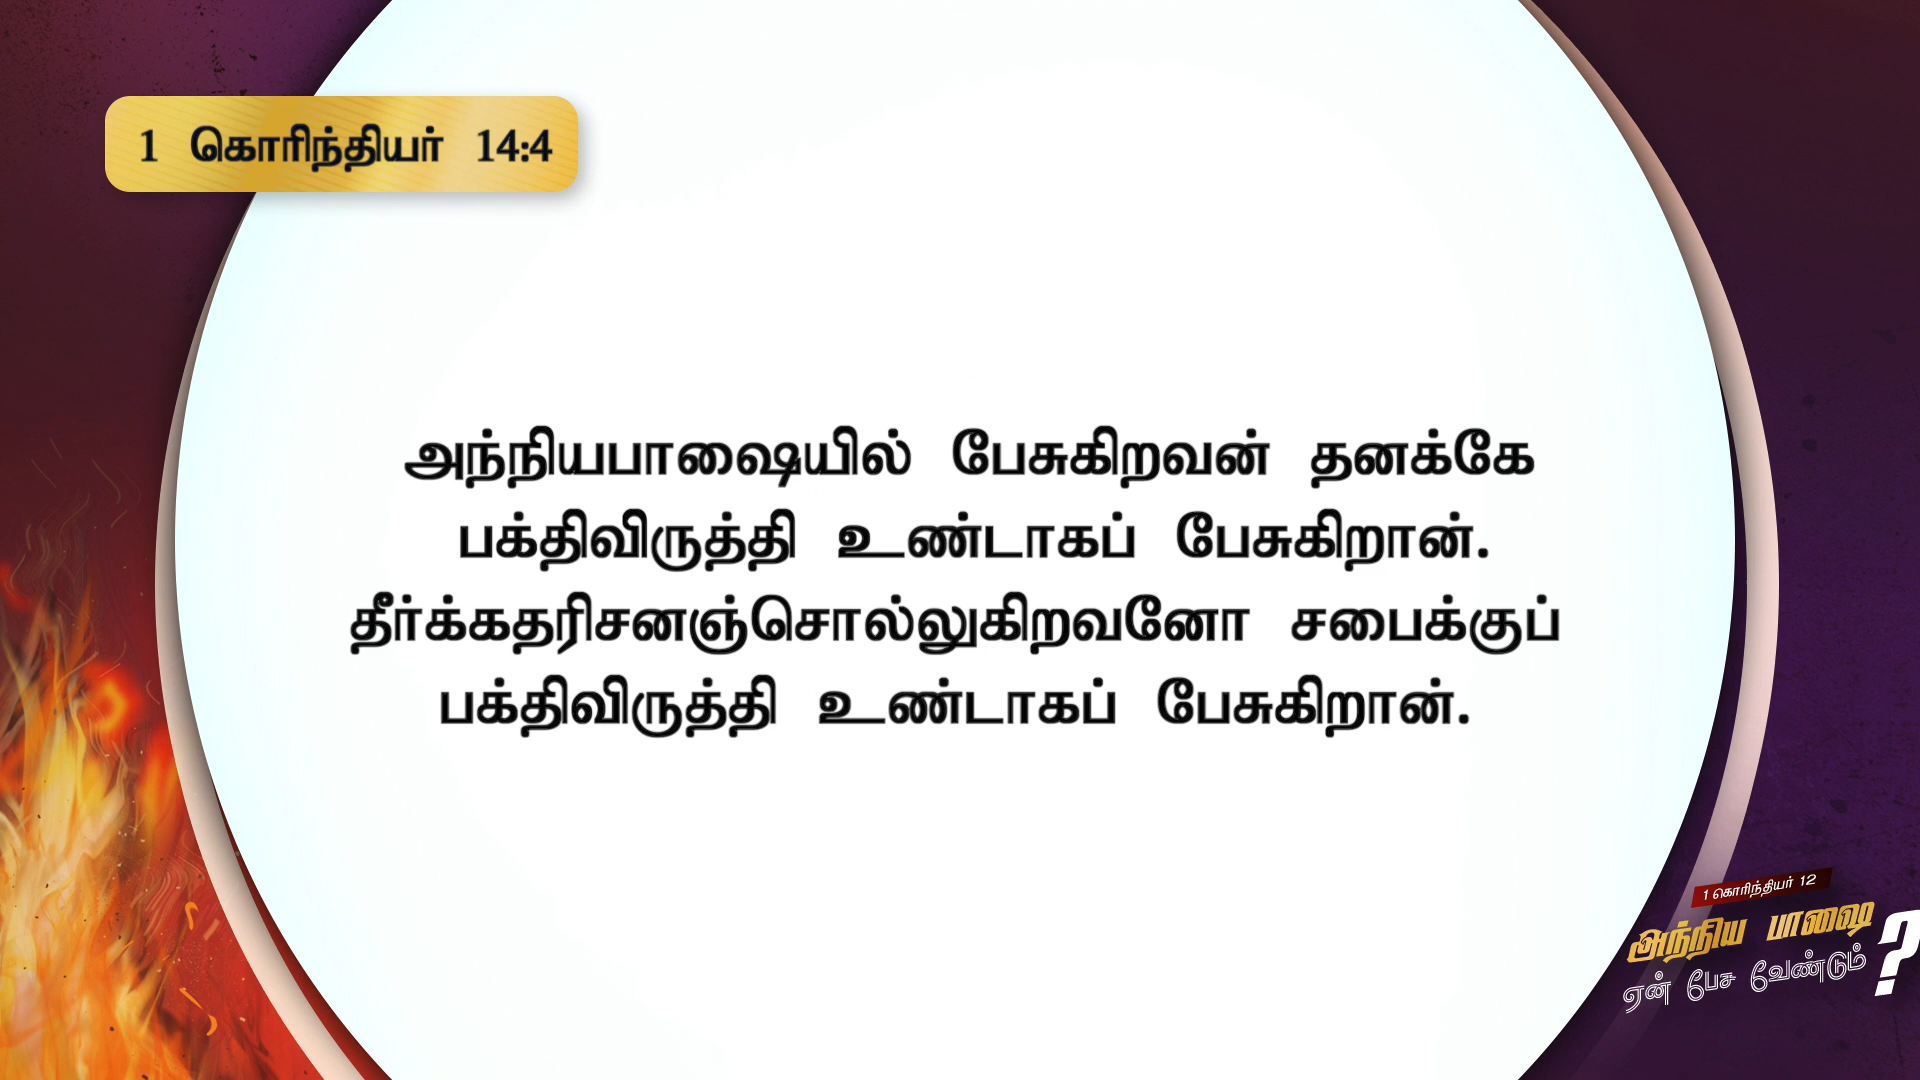 1 கொரிந்தியர் 14:4
அந்நியபாஷையில் பேசுகிறவன் தனக்கே
பக்திவிருத்தி உண்டாகப் பேசுகிறான்.
தீர்க்கதரிசனஞ்சொல்லுகிறவனோ சபைக்குப்
பக்திவிருத்தி உண்டாகப் பேசுகிறான்.
1 கொரிந்தியர் 12
அந்நிய பாஷை
ஏன் பேச வேண்டும்?